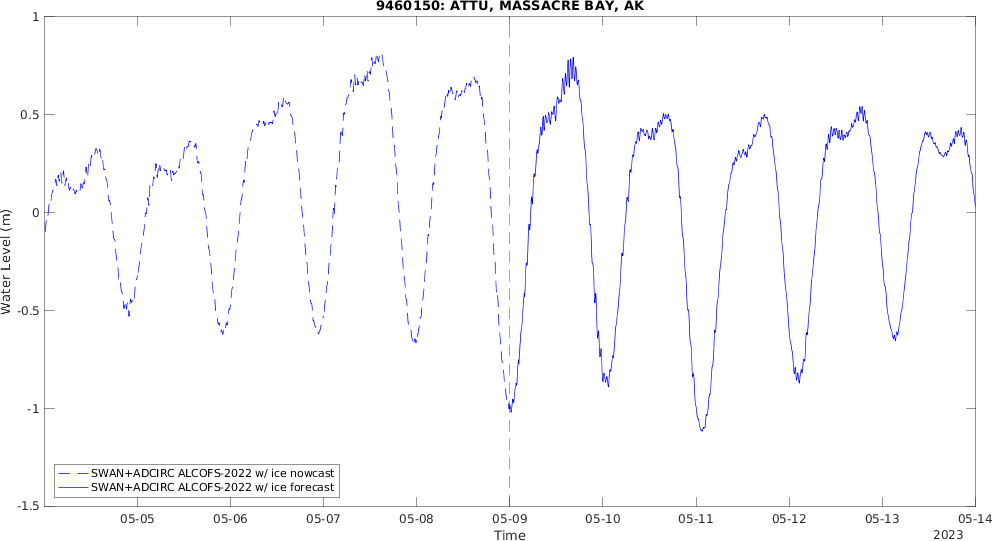 9460150: ATTU, MASSACRE BAY, AK
1
0.5
0
-0.5
-1
-1.5
Water Level (m)
SWAN+ADCIRC ALCOFS-2022 w/ ice nowcast
SWAN+ADCIRC ALCOFS-2022 w/ ice forecast
05-05 05-06 05-07 05-08 05-09 05-10 05-11 05-12 05-13 05-14
Time
2023